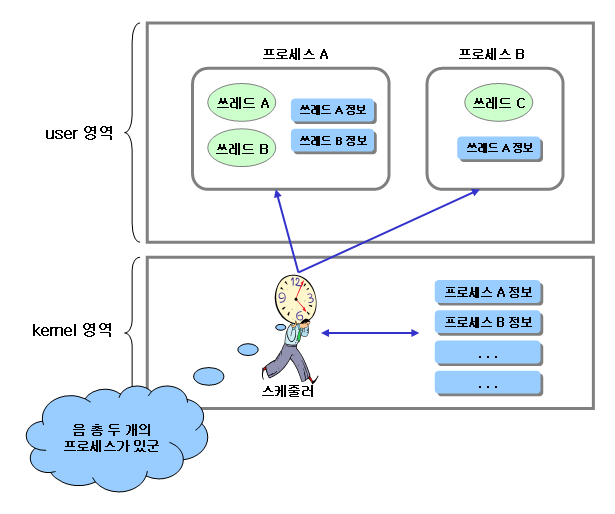 프로세스 A
프로세스 B
쓰레드 A
쓰레드 A 정보
쓰레드 B
쓰레드 B 정보
쓰레드 C
쓰레드 A 정보
user 영역
kernel 영역
12
9
3
6
스케줄러
프로세스 A 정보
프로세스 B 정보
. . .
. . .
음 총 두 개의
프로세스가 있군